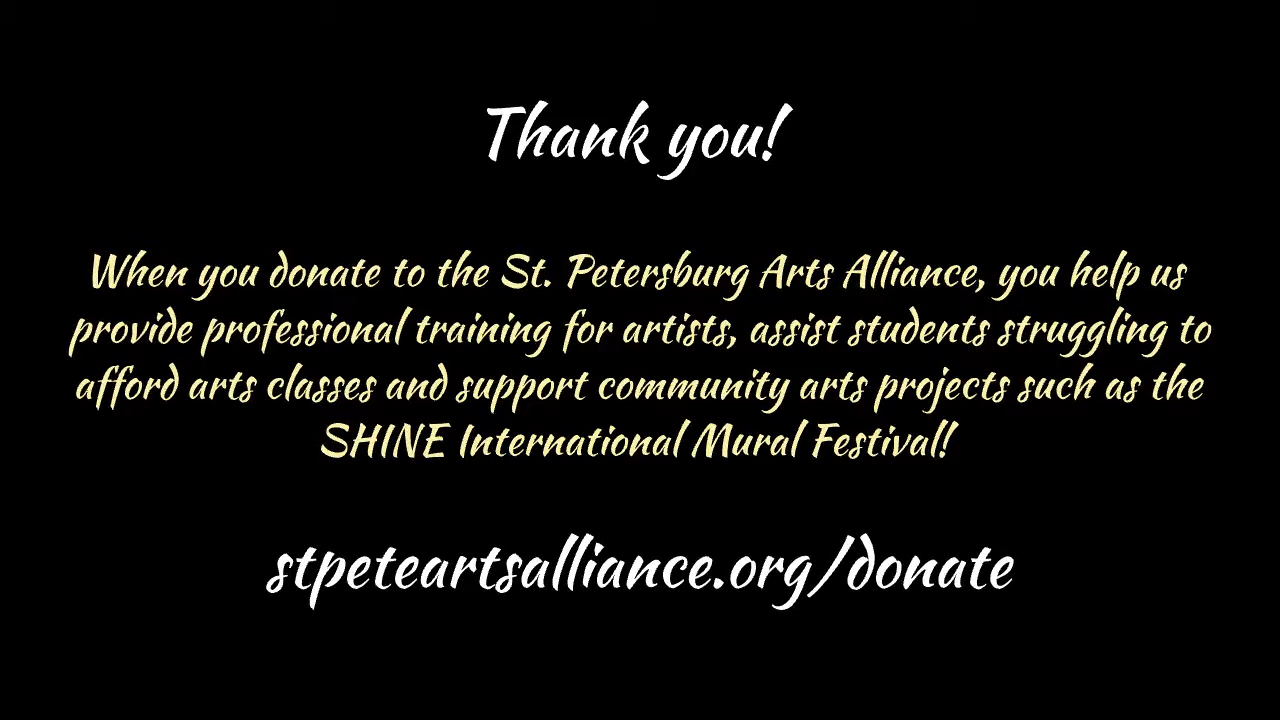 Thank you!
When you donate to the St. Petersburg Arts Alliance, you help us
provide professional training for artists, assist students struggling to
afford arts classes and support community arts projects such as the
SHINE International Mural Festival!
stpeteartsalliance.org/donate